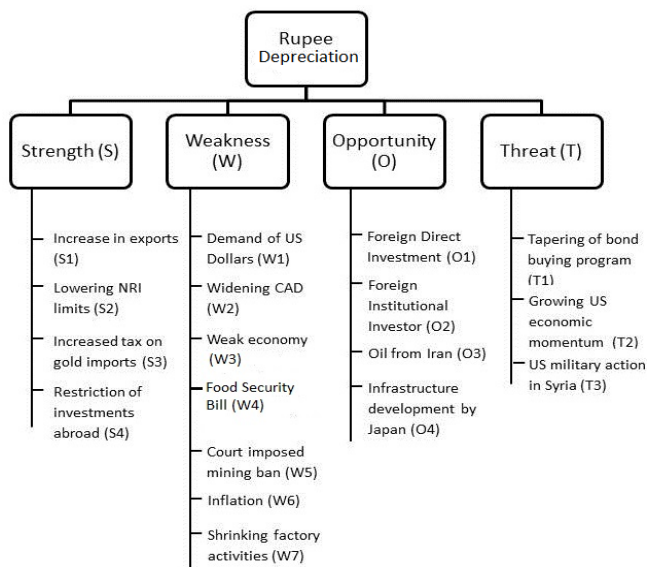 Rupee
Depreciation
Strength (S)
Weakness
(W)
Opportunity
(O)
Threat (T)
Increase in exports
(S1)
Lowering NRI
limits (S2)
Increased tax on
gold imports (S3)
Restriction of
investments
abroad (S4)
Demand of US
Dollars (W1)
Widening CAD
(W2)
Weak economy
(W3)
Food Security
Bill (W4)
Court imposed
mining ban (W5)
Inflation (W6)
Shrinking factory
activities (W7)
Foreign Direct
Investment (O1)
Foreign
Institutional
Investor (O2)
Oil from Iran (O3)
Infrastructure
development by
Japan (O4)
Tapering of bond
buying program
(T1)
Growing US
economic
momentum (T2)
US military action
in Syria (T3)